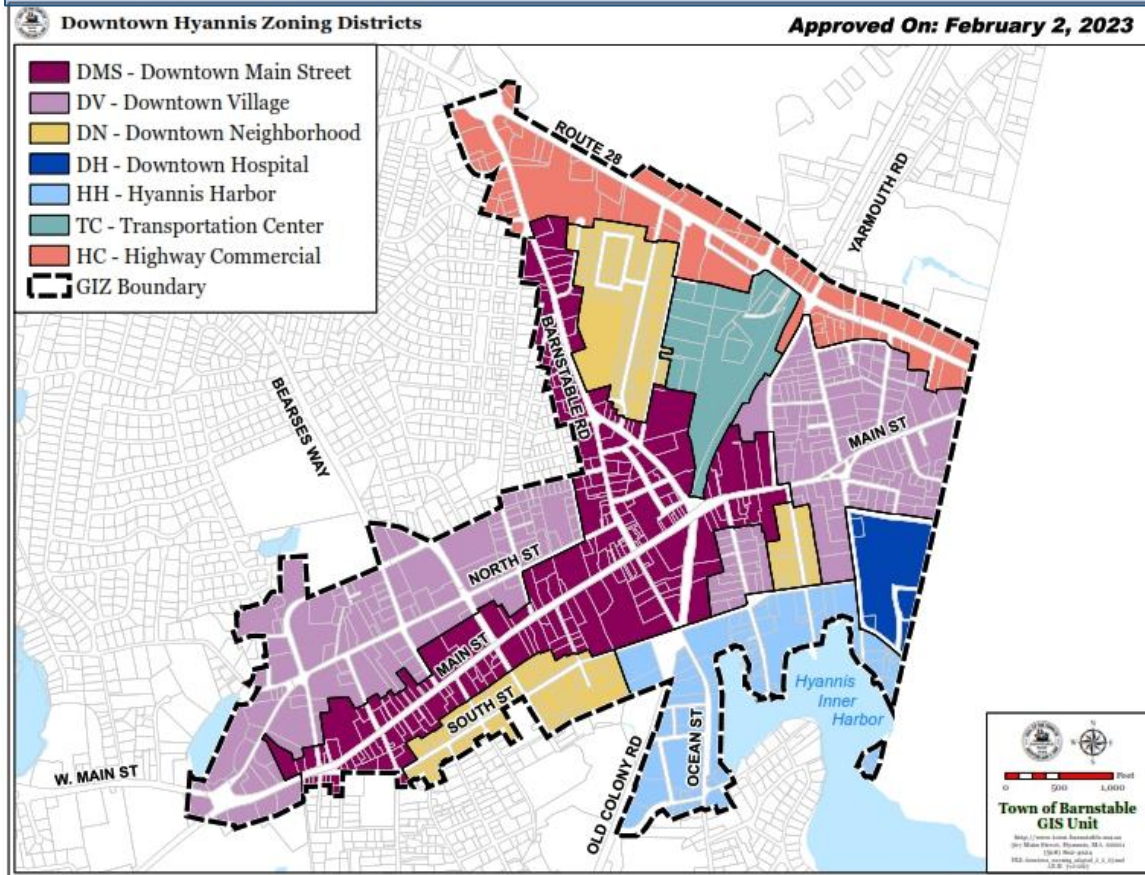 Downtown Hyannis Zoning Districts
Approved On: February 2, 2023
DMS - Downtown Main Street
DV - Downtown Village
DN - Downtown Neighborhood
DH - Downtown Hospital
HH - Hyannis Harbor
TC - Transportation Center
HC - Highway Commercial
GIZ Boundary
ROUTE 28
YARMOUTH RD
BARNSTABLE RD
BEARSES WAY
MAIN ST
NORTH ST
MAIN ST
SOUTH ST
Hyannis
Inner
Harbor
W. MAIN ST
OCEAN ST
OLD COLONY RD
N
Feet
0 500 1,000
Town of Barnstable
GIS Unit